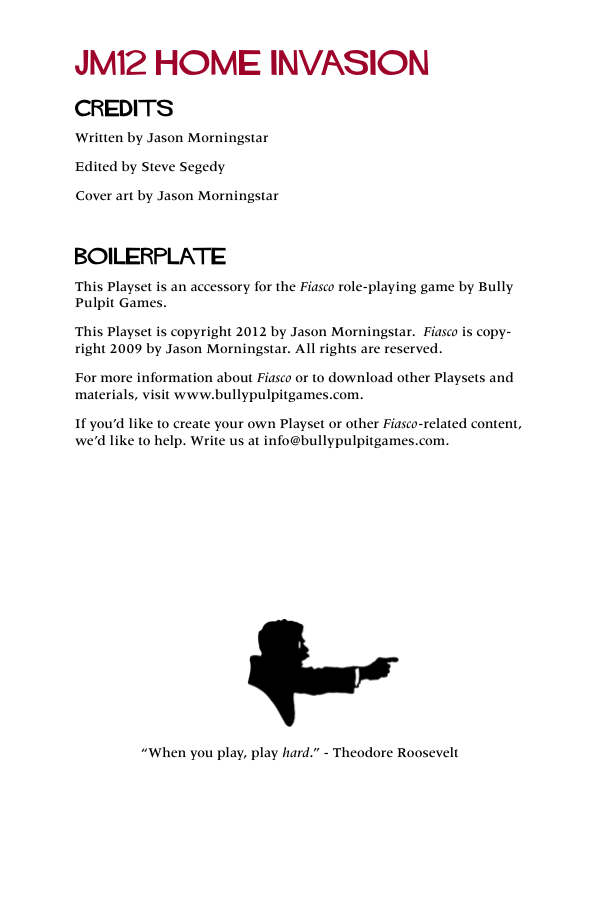 JM12 HOME INVASION
CREDITS
Written by Jason Morningstar
Edited by Steve Segedy
Cover art by Jason Morningstar
BOILERPLATE
This Playset is an accessory for the Fiasco role-playing game by Bully
Pulpit Games.
This Playset is copyright 2012 by Jason Morningstar.  Fiasco is copy-
right 2009 by Jason Morningstar. All rights are reserved.
For more information about Fiasco or to download other Playsets and
materials, visit www.bullypulpitgames.com.
If you’d like to create your own Playset or other Fiasco-related content,
we’d like to help. Write us at info@bullypulpitgames.com.
“When you play, play hard.” - Theodore Roosevelt